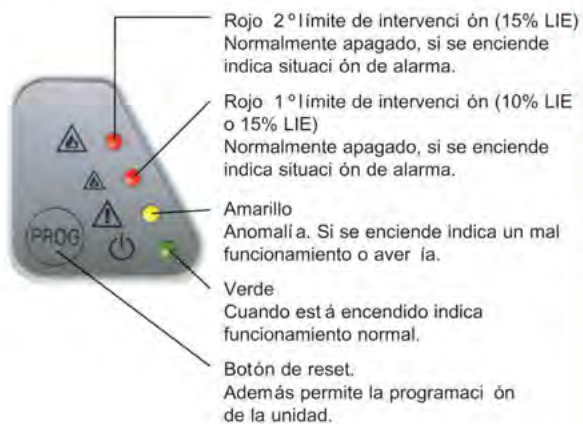 Rojo 2º límite de intervención (15% LIE)
Normalmente apagado, si se enciende
indica situación de alarma.
Rojo 1º límite de intervención (10% LIE
o 15% LIE)
Normalmente apagado, si se enciende
indica situación de alarma.
Amarillo
Anomalía. Si se enciende indica un mal
funcionamiento o avería.
Verde
Cuando está encendido indica
funcionamiento normal.
Botón de reset.
Además permite la programación
de la unidad.
PROG